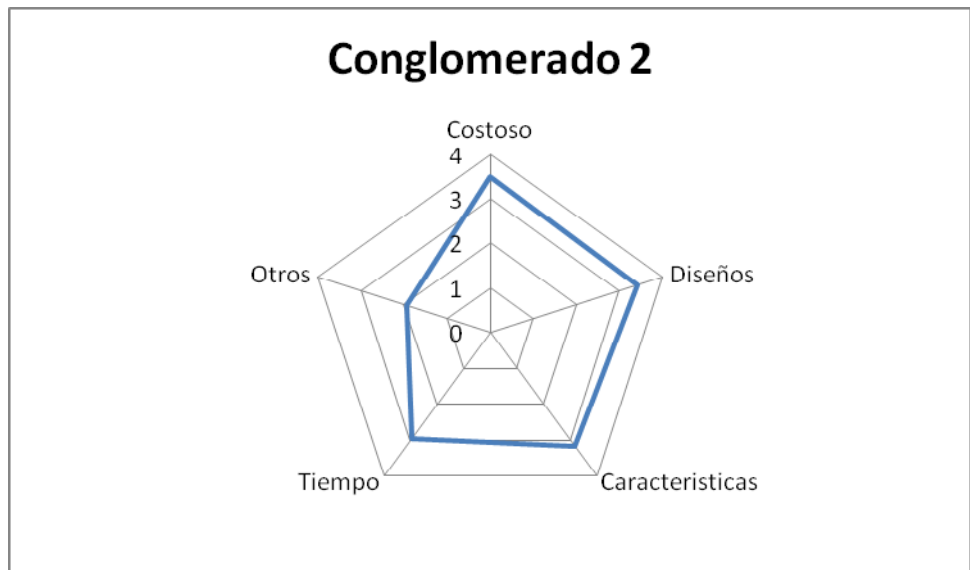 Conglomerado 2
Costoso
4
3
2
1
0
Diseños
Caracteristicas
Tiempo
Otros